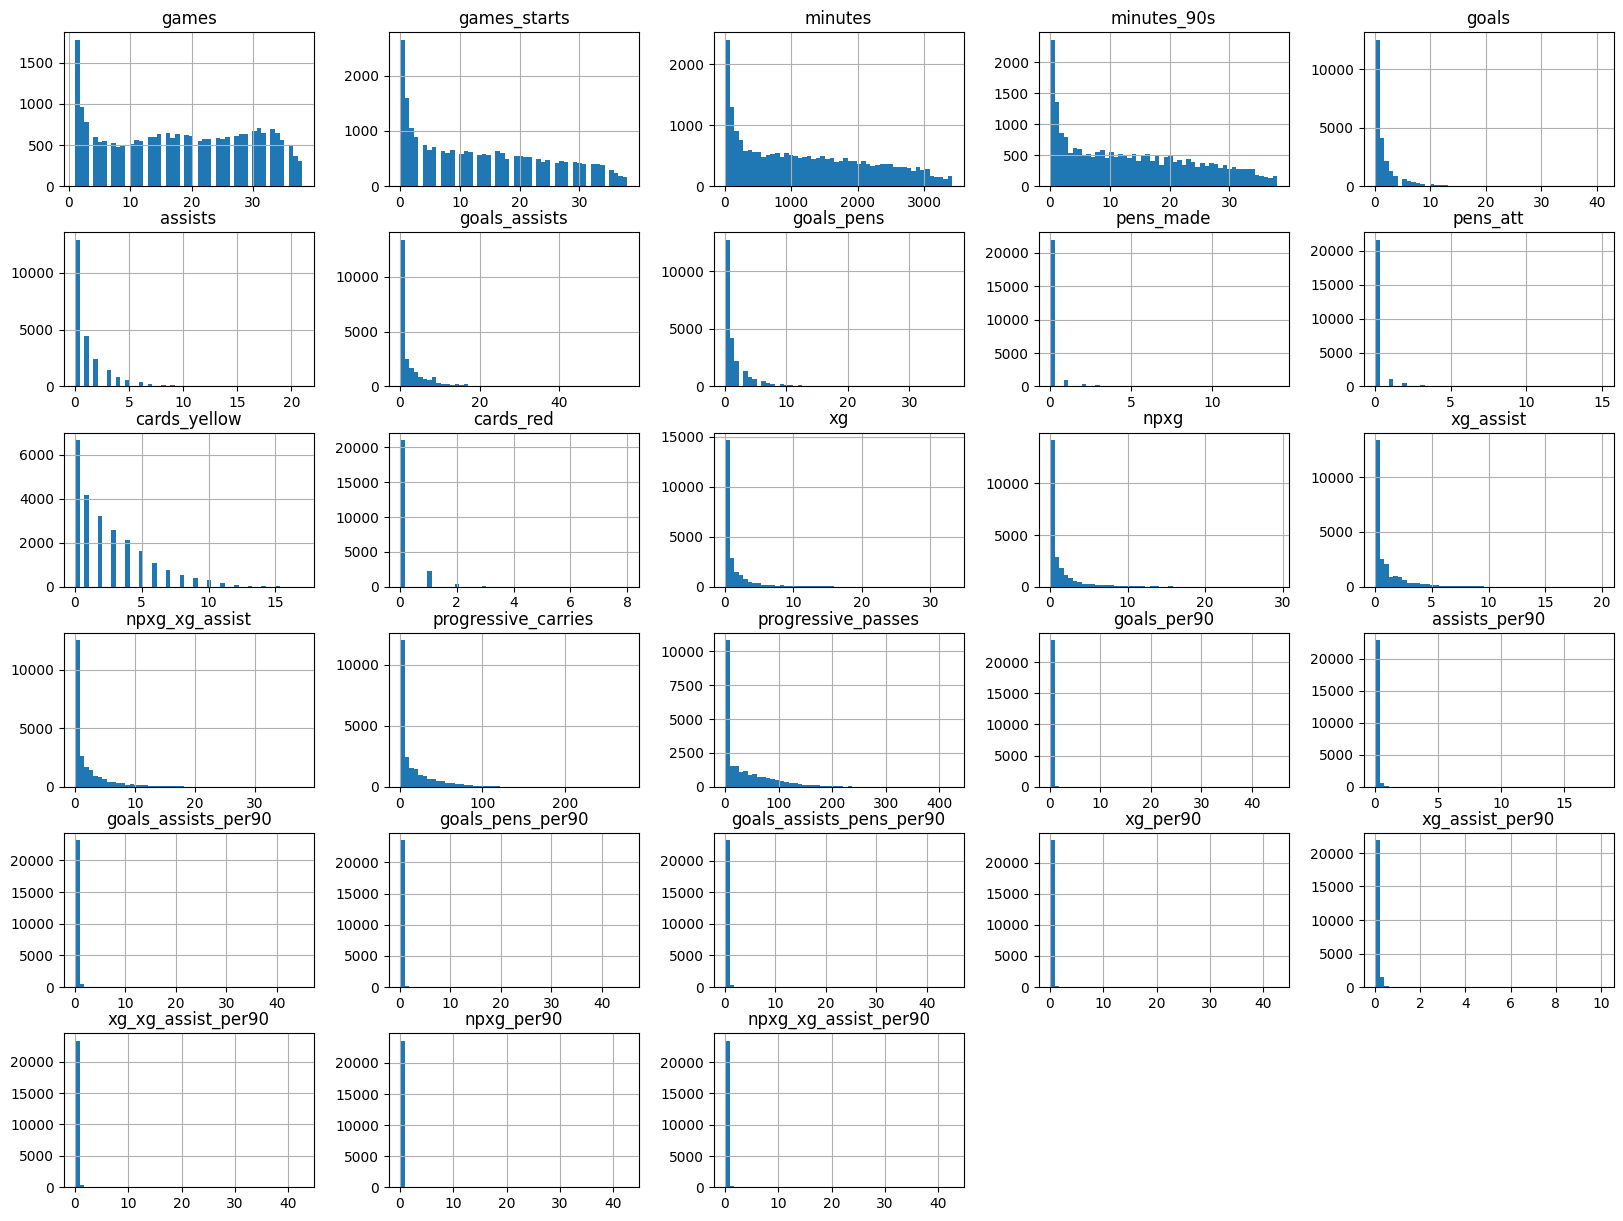 games games_starts minutes minutes_90s goals
1500 1000 500 0
2000 1000 0
2000 1000 0
2000 1500 1000 500 0
10000 5000 0
0 10 20 30
0 10 20 30
0 1000 2000 3000
0 10 20 30
0 10 20 30 40
assists goals_assists goals_pens pens_made pens_att
10000 5000 0
10000 5000 0
10000 5000 0
20000 15000 10000 5000 0
20000 15000 10000 5000 0
0 5 10 15 20
0 20 40
0 10 20 30
0 5 10
0 5 10 15
cards_yellow cards_red xg npxg xg_assist
6000 4000 2000 0
20000 15000 10000 5000 0
15000 10000 5000 0
10000 5000 0
10000 5000 0
0 5 10 15
0 2 4 6 8
0 10 20 30
0 10 20 30
0 5 10 15 20
npxg_xg_assist progressive_carries progressive_passes goals_per90 assists_per90
10000 5000 0
10000 5000 0
10000 7500 5000 2500 0
20000 15000 10000 5000 0
20000 15000 10000 5000 0
0 10 20 30
0 100 200
0 100 200 300 400
0 10 20 30 40
0 5 10 15
goals_assists_per90 goals_pens_per90 goals_assists_pens_per90 xg_per90 xg_assist_per90
20000 15000 10000 5000 0
20000 15000 10000 5000 0
20000 15000 10000 5000 0
20000 15000 10000 5000 0
20000 15000 10000 5000 0
0 10 20 30 40
0 10 20 30 40
0 10 20 30 40
0 10 20 30 40
0 2 4 6 8 10
xg_xg_assist_per90 npxg_per90 npxg_xg_assist_per90
20000 15000 10000 5000 0
20000 15000 10000 5000 0
20000 15000 10000 5000 0
0 10 20 30 40
0 10 20 30 40
0 10 20 30 40